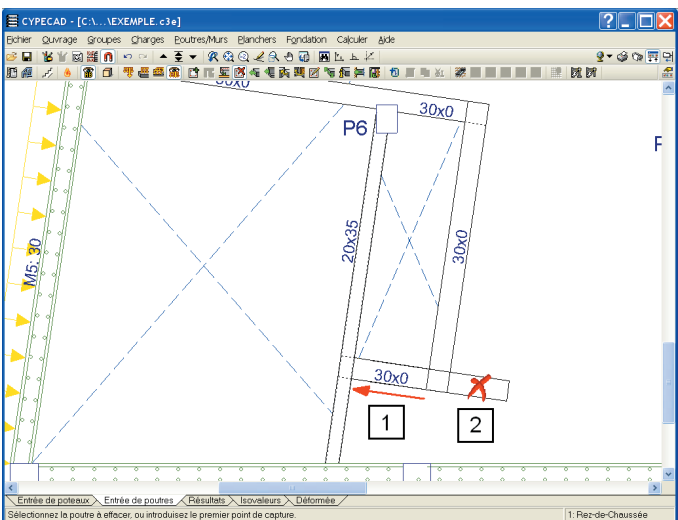 CYPECAD - [C:\...\EXEMPLE.c3e]
Fichier Ouvrage Groupes Charges Poutres/Murs Planchers Fondation Calculer Aide
30x0
30x0
P6
P
20x35
30x0
M5: 30
30x0
1
2
Entrée de poteaux Entrée de poutres Résultats Isovaleurs Déformée
Sélectionnez la poutre à effacer, ou introduisez le premier point de capture.
1: Rez-de-Chaussée